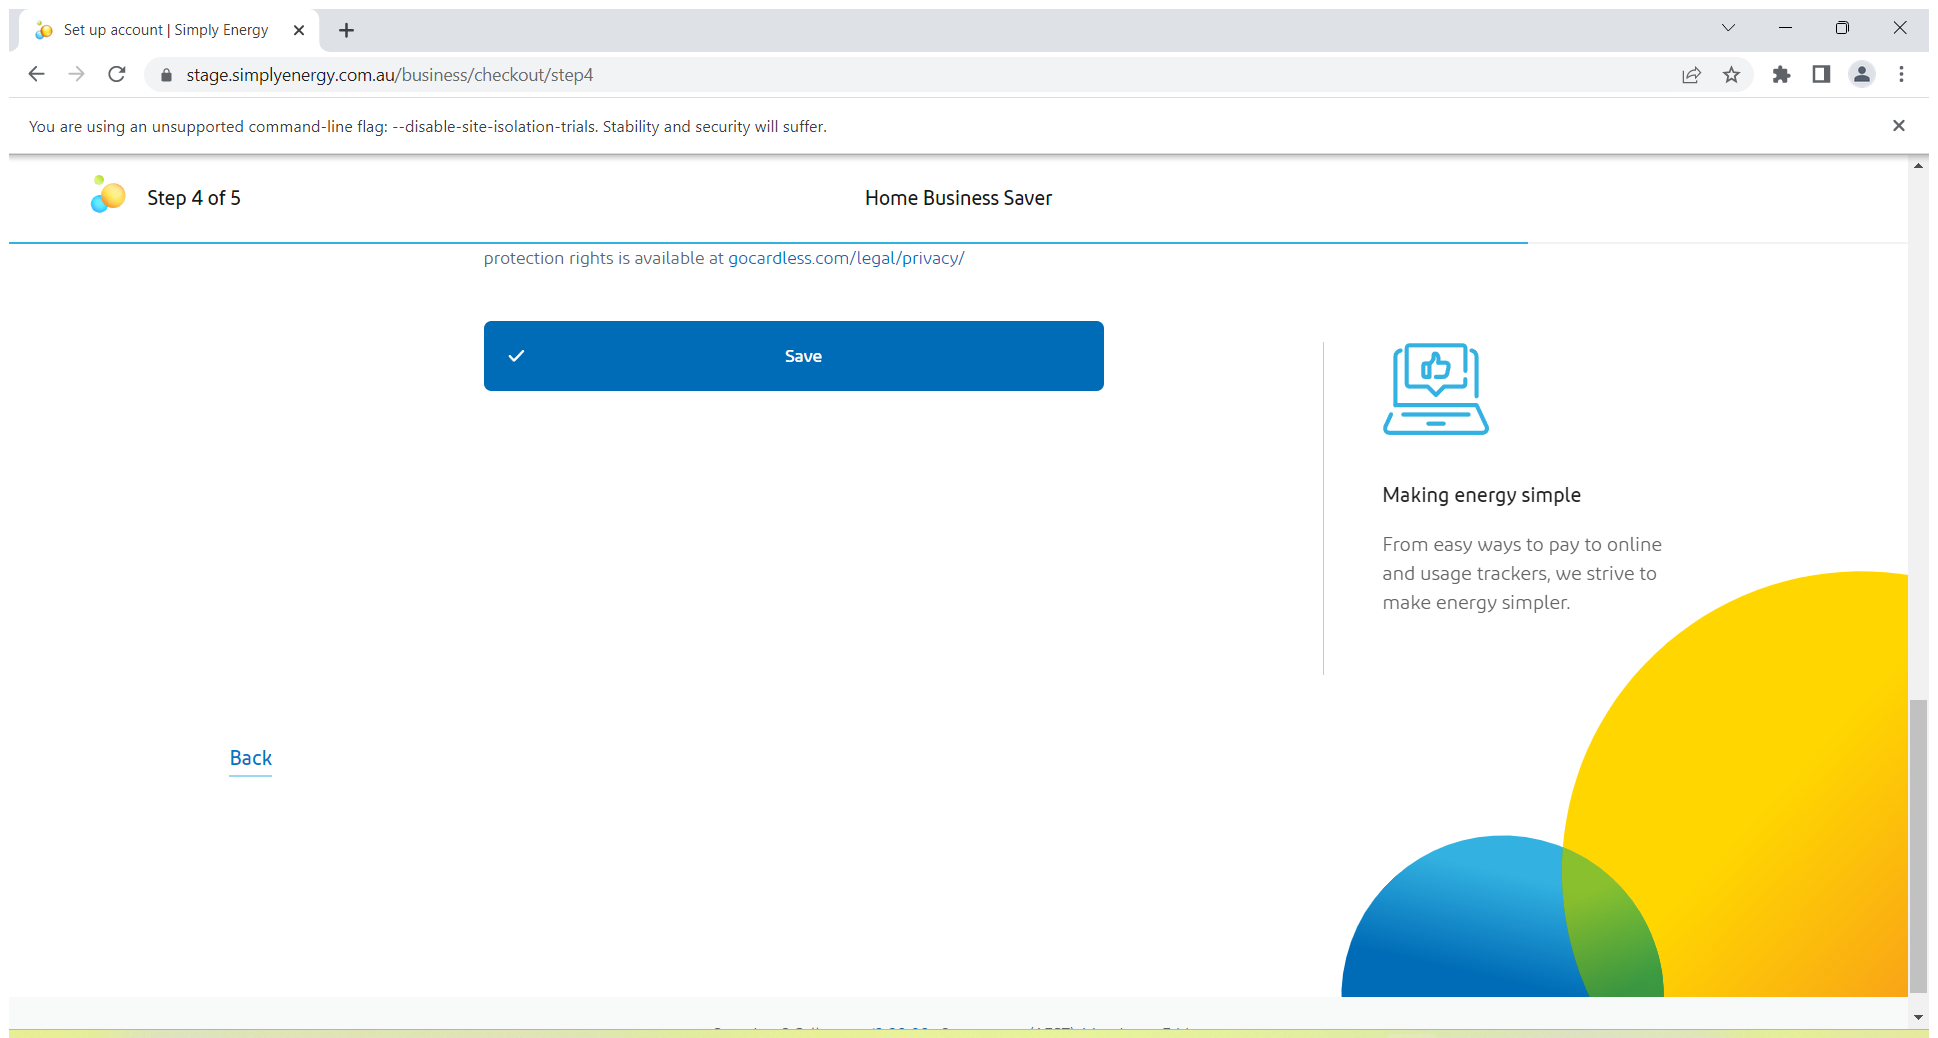 Set up account | Simply Energy
stage.simplyenergy.com.au/business/checkout/step4
You are using an unsupported command-line flag: --disable-site-isolation-trials. Stability and security will suffer.
Step 4 of 5
Home Business Saver
protection rights is available at gocardless.com/legal/privacy/
Save
Making energy simple
From easy ways to pay to online
and usage trackers, we strive to
make energy simpler.
Back